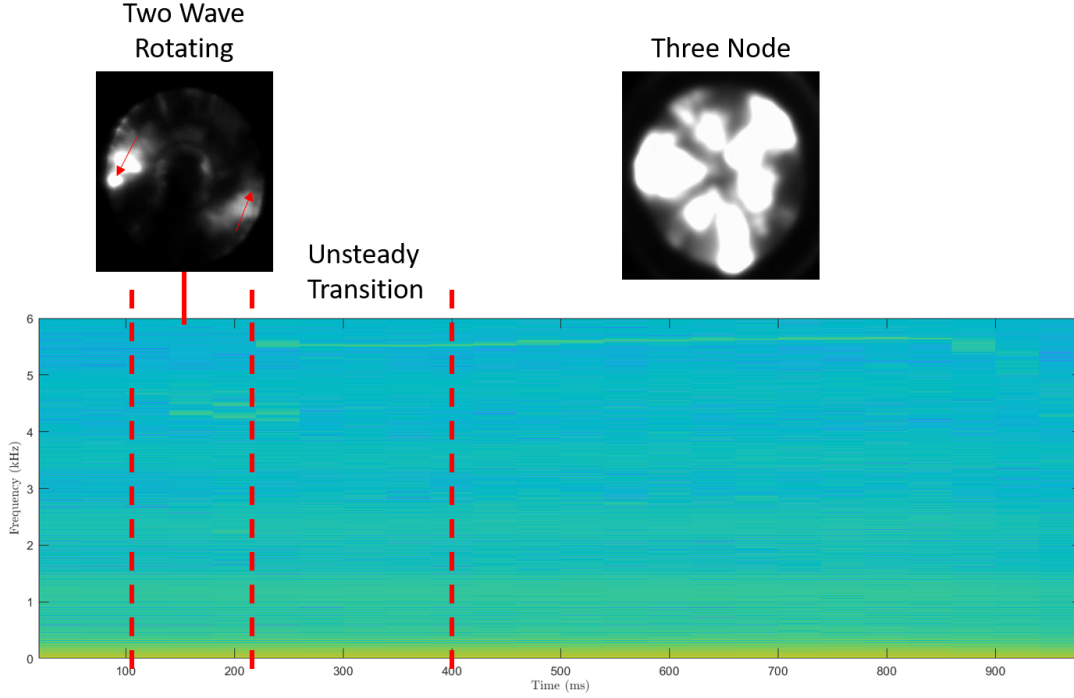 Two Wave
Rotating
Three Node
Unsteady
Transition
6
5
4
3
2
1
0
Frequency (kHz)
100
200
300
400
500
600
700
800
900
Time (ms)